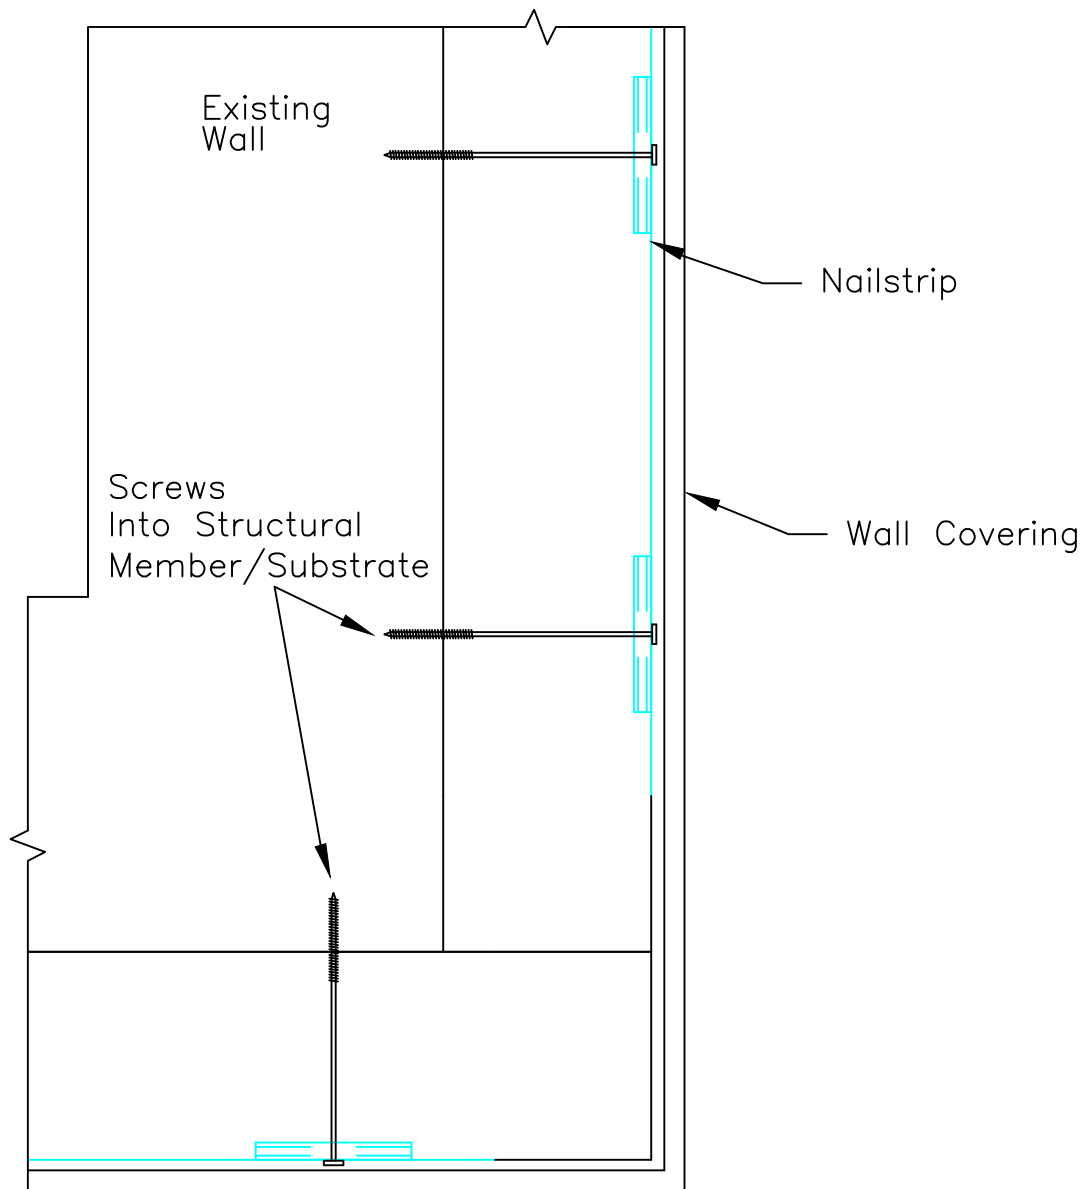 Existing
Wall
Nailstrip
Screws
Into Structural
Member/Substrate
Wall Covering